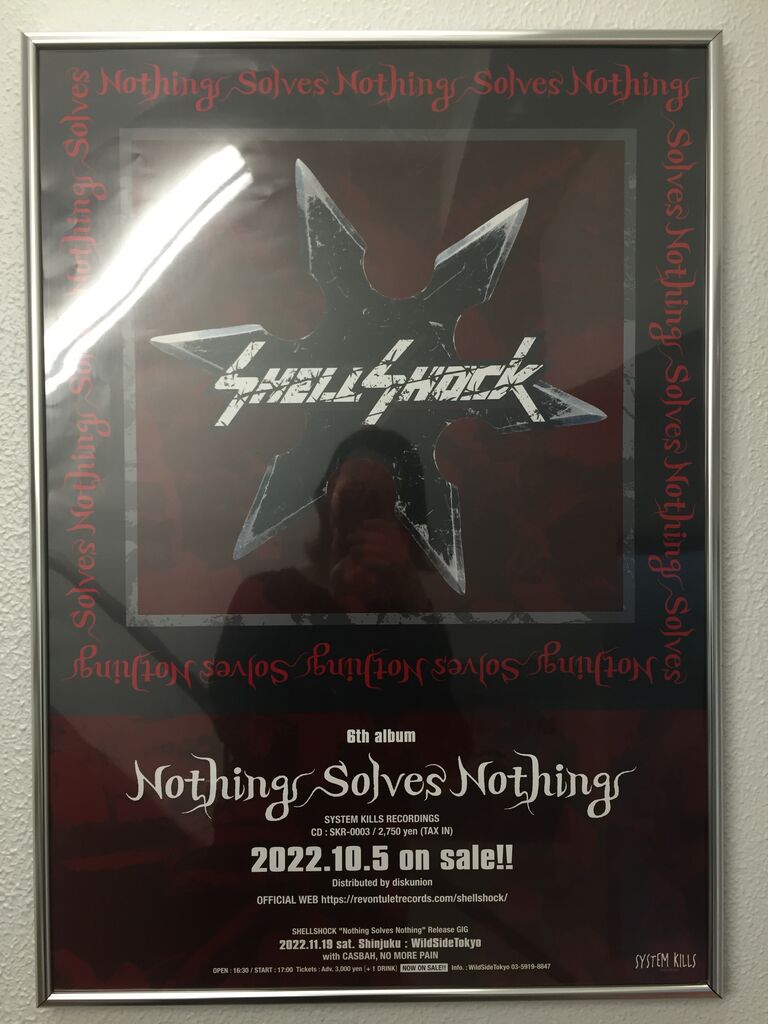 Nothing Solves Nothing Solves Nothing
Solves Nothing Solves Nothing Solves
Nothing Solves Nothing Solves Nothing
Solves Nothing Solves Nothing Solves
SHELLSHOCK
6th album
Nothing Solves Nothing
SYSTEM KILLS RECORDINGS
CD : SKR-0003 / 2,750 yen (TAX IN)
2022.10.5 on sale!!
Distributed by diskunion
OFFICIAL WEB https://revontuletrecords.com/shellshock/
SHELLSHOCK "Nothing Solves Nothing" Release GIG
2022.11.19 sat. Shinjuku : WildSideTokyo
with CASBAH, NO MORE PAIN
OPEN : 16:30 / START : 17:00 Tickets : Adv. 3,000 yen [+ 1 DRINK] NOW ON SALE!! Info. : WildSideTokyo 03-5919-8847
SYSTEM KILLS